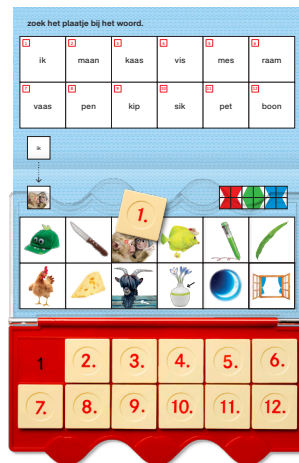 zoek het plaatje bij het woord.
1 2 3 4 5 6
ik maan kaas vis mes raam
7 8 9 10 11 12
vaas pen kip sik pet boon
ik
1.
1 2. 3. 4. 5. 6.
7. 8. 9. 10. 11. 12.